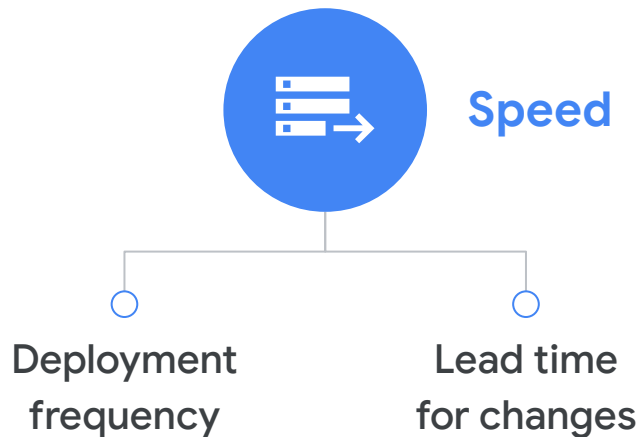 Speed
Deployment
frequency
Lead time
for changes